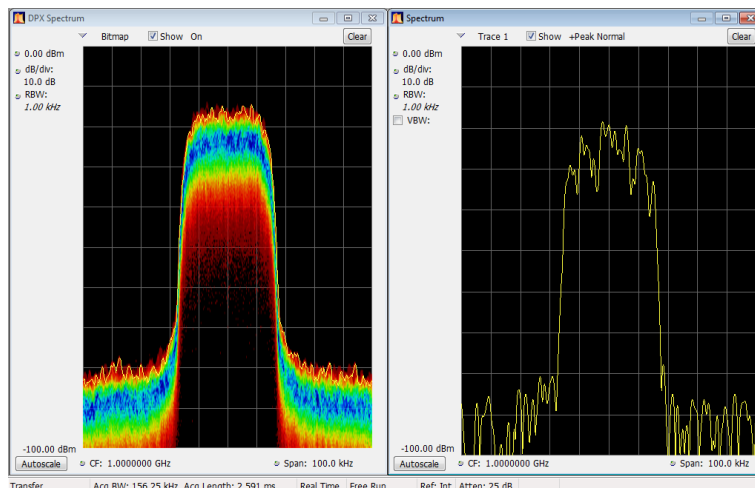 DPX Spectrum
Bitmap Show On Clear
0.00 dBm
dB/div:
10.0 dB
RBW:
1.00 kHz
-100.00 dBm
Autoscale CF: 1.0000000 GHz Span: 100.0 kHz
Spectrum
Trace 1 Show +Peak Normal Clear
0.00 dBm
dB/div:
10.0 dB
RBW:
1.00 kHz
VBW:
-100.00 dBm
Autoscale CF: 1.0000000 GHz Span: 100.0 kHz
Transfer Acq BW: 156.25 kHz, Acq Length: 2.591 ms Real Time Free Run Ref: Int Atten: 25 dB